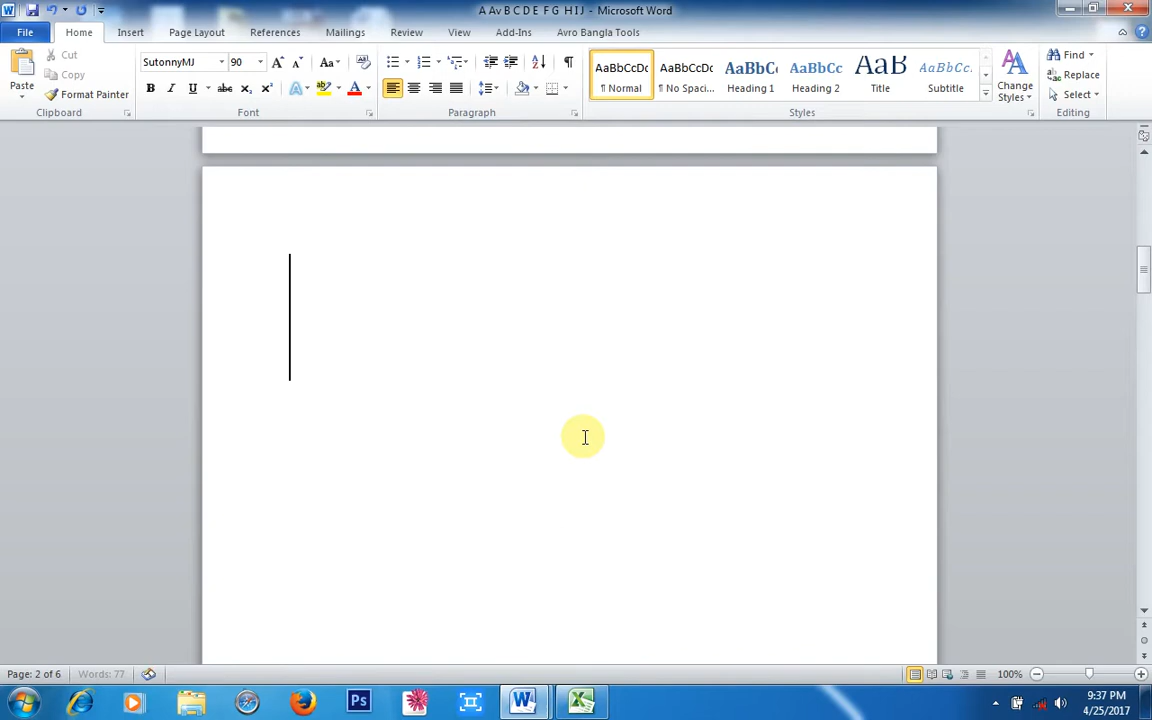 A Av B C D E F G H I J - Microsoft Word
File Home Insert Page Layout References Mailings Review View Add-Ins Avro Bangla Tools
Paste
Cut
Copy
Format Painter
Clipboard
SutonnyMJ 90
Font
Paragraph
AaBbCcDc ¶ Normal
AaBbCcDc ¶ No Spaci...
AaBbCc Heading 1
AaBbCc Heading 2
AaB Title
AaBbCc. Subtitle
Change Styles
Styles
Find
Replace
Select
Editing
Page: 2 of 6 Words: 77 100%
9:37 PM
4/25/2017